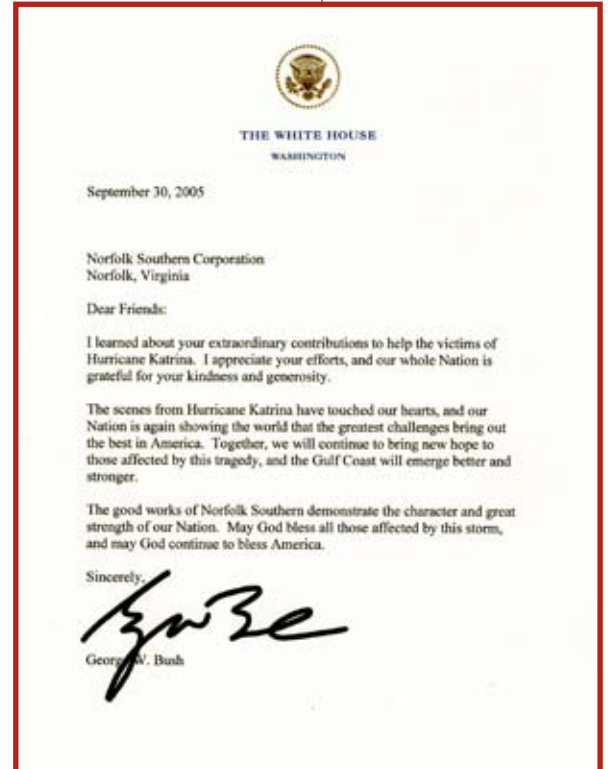 THE WHITE HOUSE
WASHINGTON
September 30, 2005
Norfolk Southern Corporation
Norfolk, Virginia
Dear Friends:
I learned about your extraordinary contributions to help the victims of
Hurricane Katrina. I appreciate your efforts, and our whole Nation is
grateful for your kindness and generosity.
The scenes from Hurricane Katrina have touched our hearts, and our
Nation is again showing the world that the greatest challenges bring out
the best in America. Together, we will continue to bring new hope to
those affected by this tragedy, and the Gulf Coast will emerge better and
stronger.
The good works of Norfolk Southern demonstrate the character and great
strength of our Nation. May God bless all those affected by this storm,
and may God continue to bless America.
Sincerely,
George W. Bush